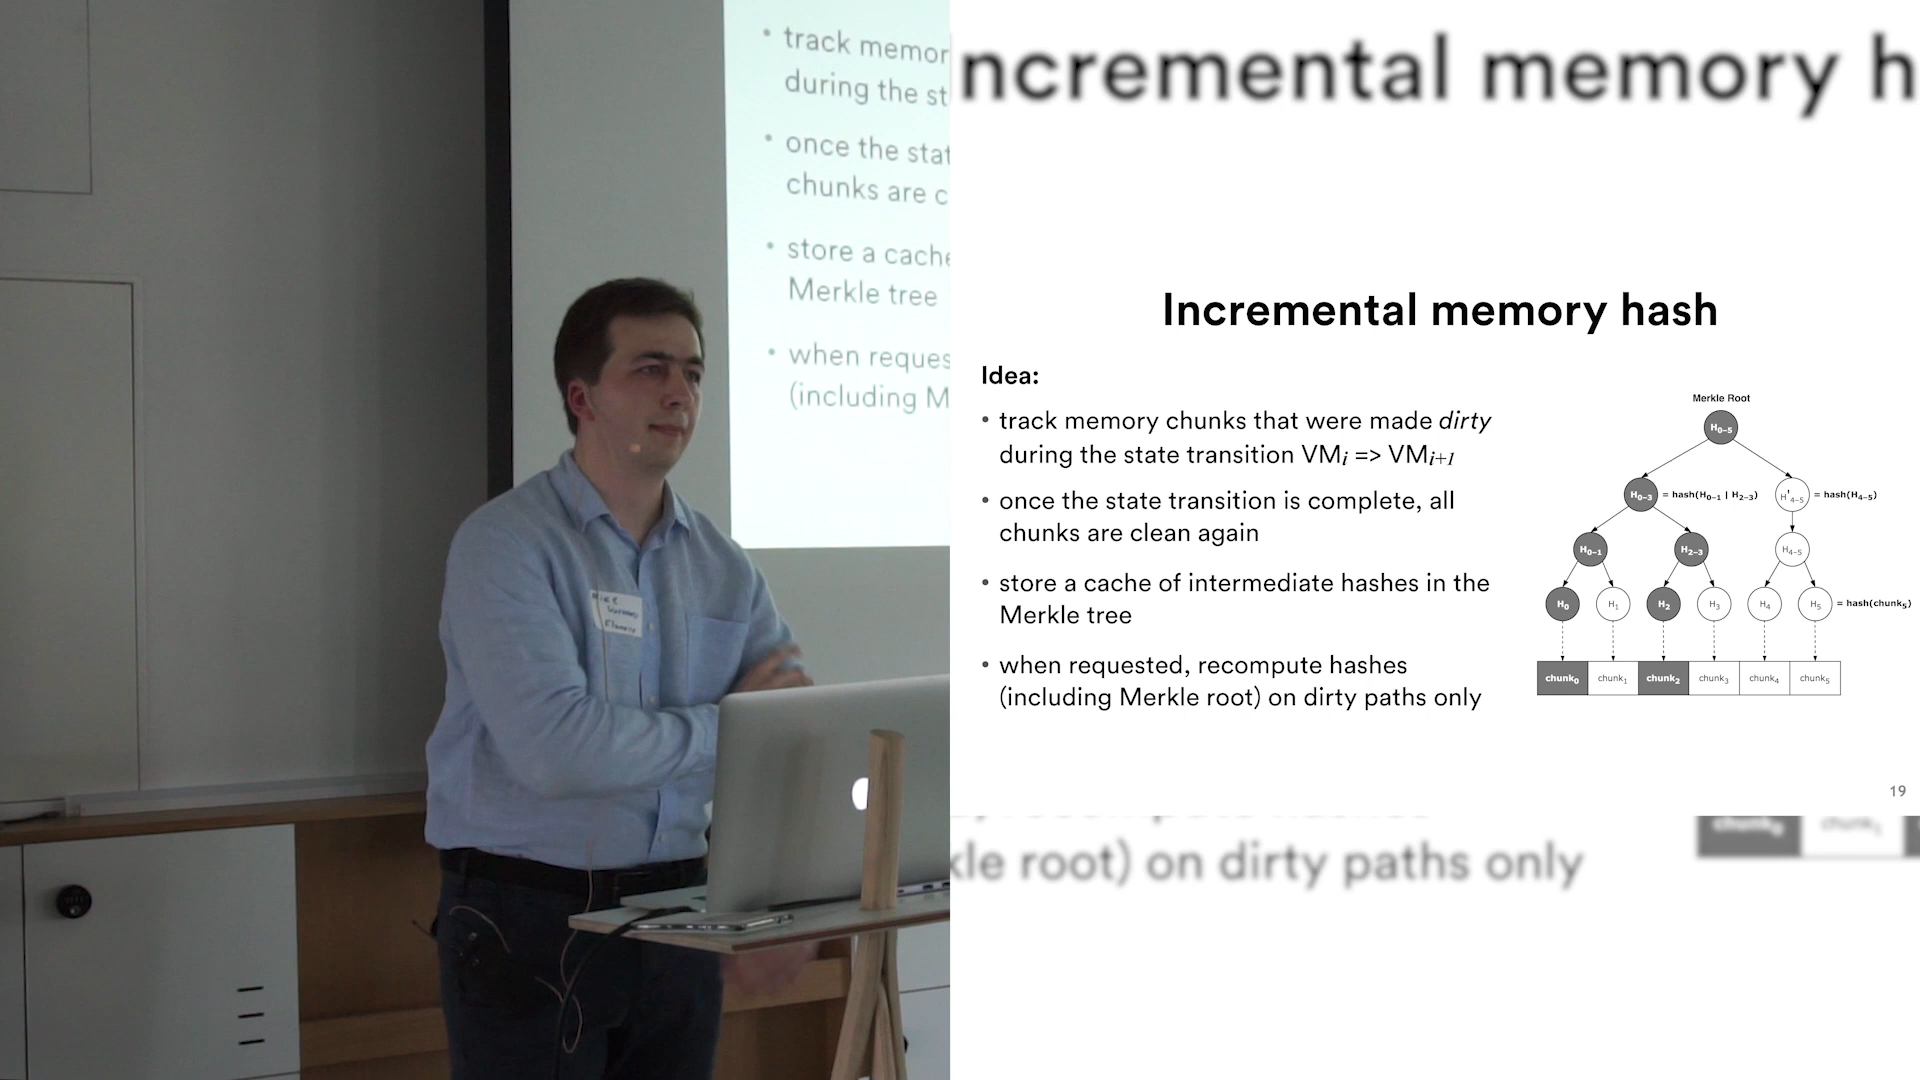 track memor
during the st
once the stat
chunks are c
store a cache
Merkle tree
when reques
(including M
ncremental memory h
Incremental memory hash
Idea:
• track memory chunks that were made dirty
during the state transition VMi => VMi+1
• once the state transition is complete, all
chunks are clean again
• store a cache of intermediate hashes in the
Merkle tree
• when requested, recompute hashes
(including Merkle root) on dirty paths only
Merkle Root
H0–5
H0–3 = hash(H0–1 | H2–3) H'4–5 = hash(H4–5)
H0–1 H2–3 H4–5
H0 H1 H2 H3 H4 H5 = hash(chunk5)
chunk0 chunk1 chunk2 chunk3 chunk4 chunk5
19
chunk0 chunk1
kle root) on dirty paths only